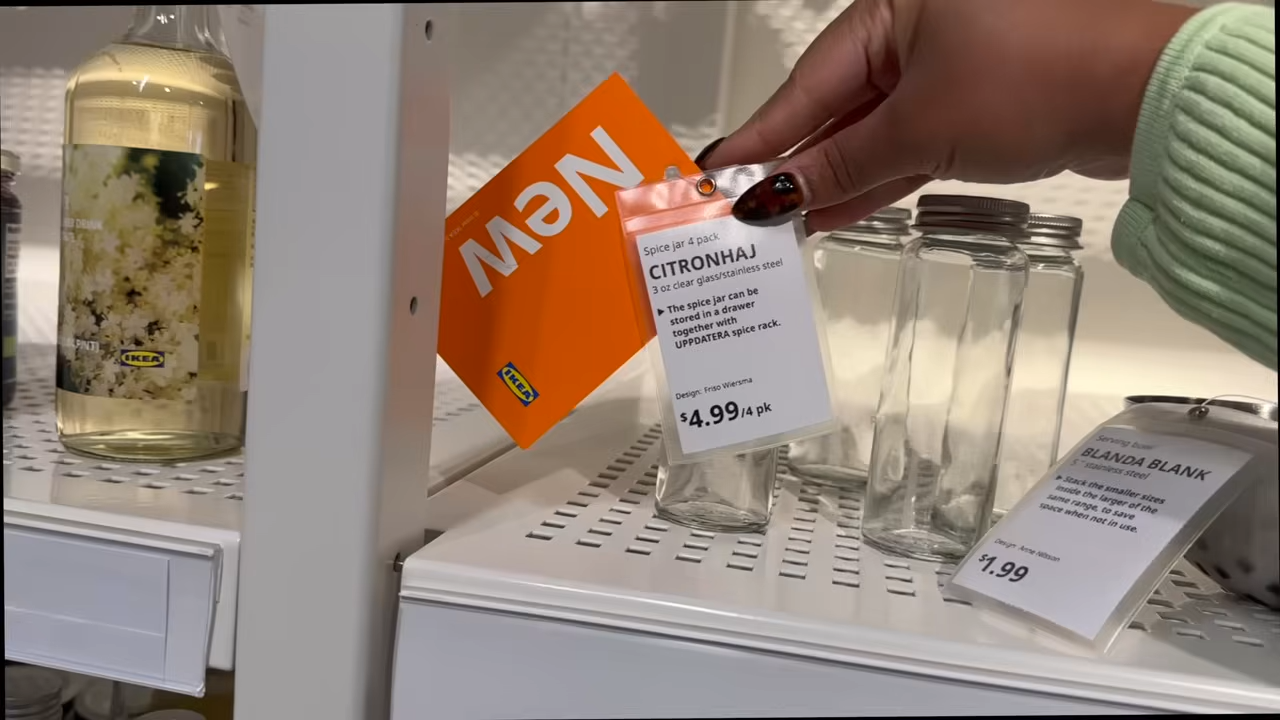 IKEA
New
IKEA
Spice jar 4 pack
CITRONHAJ
3 oz clear glass/stainless steel
▶ The spice jar can be
stored in a drawer
together with
UPPDATERA spice rack.
Design: Friso Wiersma
$4.99/4 pk
Serving bowl
BLANDA BLANK
5" stainless steel
▶ Stack the smaller sizes
inside the larger of the
same range, to save
space when not in use.
Design: Anne Nilsson
$1.99